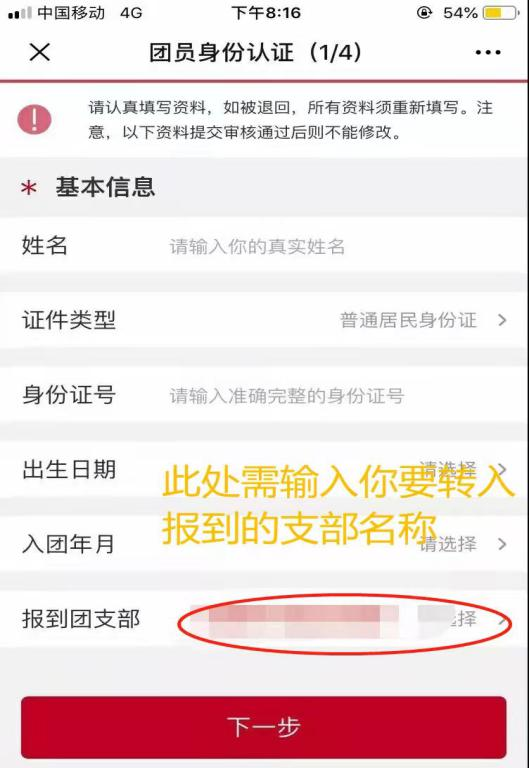 中国移动 4G 下午8:16 54%
团员身份认证（1/4）
请认真填写资料，如被退回，所有资料须重新填写。注
意，以下资料提交审核通过后则不能修改。
* 基本信息
姓名 请输入你的真实姓名
证件类型 普通居民身份证
身份证号 请输入准确完整的身份证号
出生日期 请选择
此处需输入你要转入
报到的支部名称
入团年月 请选择
报到团支部 选择
下一步